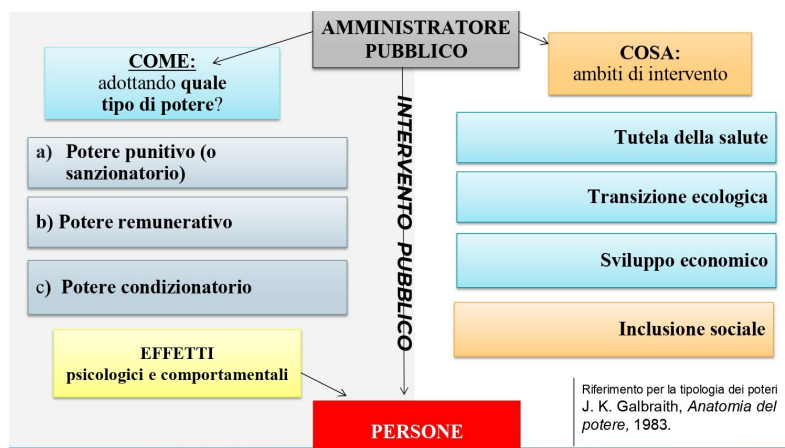 AMMINISTRATORE
PUBBLICO
COME:
adottando quale
tipo di potere?
COSA:
ambiti di intervento
a) Potere punitivo (o
sanzionatorio)
b) Potere remunerativo
c) Potere condizionatorio
INTERVENTO PUBBLICO
Tutela della salute
Transizione ecologica
Sviluppo economico
Inclusione sociale
EFFETTI
psicologici e comportamentali
PERSONE
Riferimento per la tipologia dei poteri
J. K. Galbraith, Anatomia del
potere, 1983.